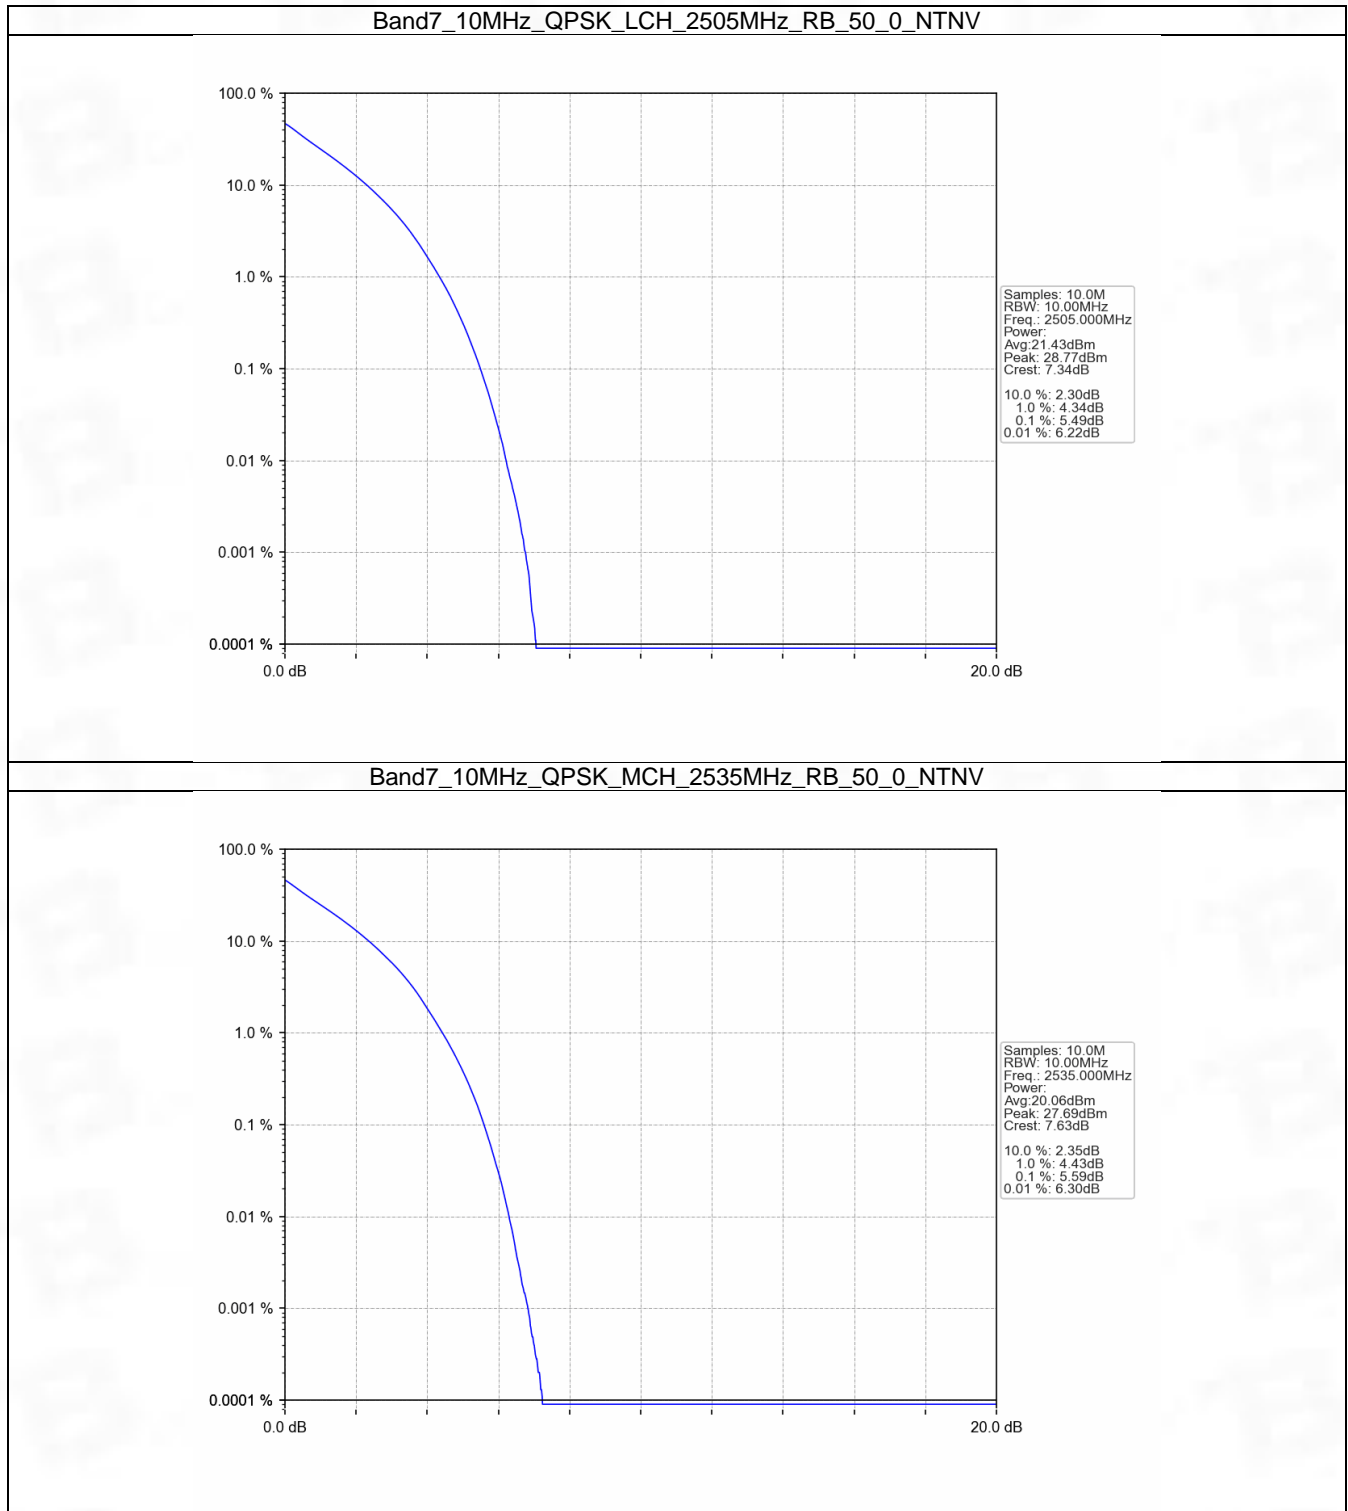 Band7_10MHz_QPSK_LCH_2505MHz_RB_50_0_NTNV
100.0 %
10.0 %
1.0 %
0.1 %
0.01 %
0.001 %
0.0001 %
0.0 dB
20.0 dB
Samples: 10.0M
RBW: 10.00MHz
Freq.: 2505.000MHz
Power:
Avg:21.43dBm
Peak: 28.77dBm
Crest: 7.34dB
10.0 %: 2.30dB
1.0 %: 4.34dB
0.1 %: 5.49dB
0.01 %: 6.22dB
Band7_10MHz_QPSK_MCH_2535MHz_RB_50_0_NTNV
100.0 %
10.0 %
1.0 %
0.1 %
0.01 %
0.001 %
0.0001 %
0.0 dB
20.0 dB
Samples: 10.0M
RBW: 10.00MHz
Freq.: 2535.000MHz
Power:
Avg:20.06dBm
Peak: 27.69dBm
Crest: 7.63dB
10.0 %: 2.35dB
1.0 %: 4.43dB
0.1 %: 5.59dB
0.01 %: 6.30dB